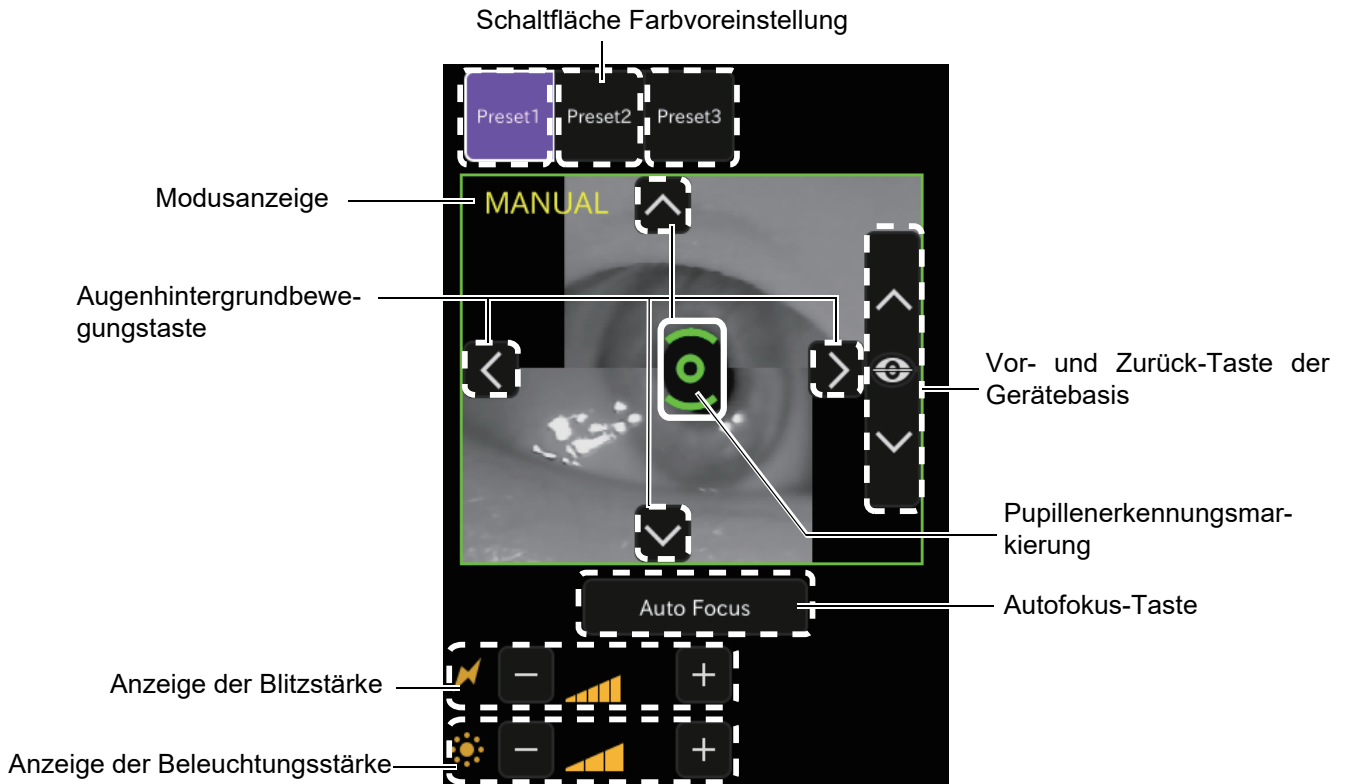 Schaltfläche Farbvoreinstellung
Preset1
Preset2
Preset3
Modusanzeige
MANUAL
Augenhintergrundbewe-
gungstaste
Vor- und Zurück-Taste der
Gerätebasis
Pupillenerkennungsmar-
kierung
Auto Focus
Autofokus-Taste
Anzeige der Blitzstärke
Anzeige der Beleuchtungsstärke